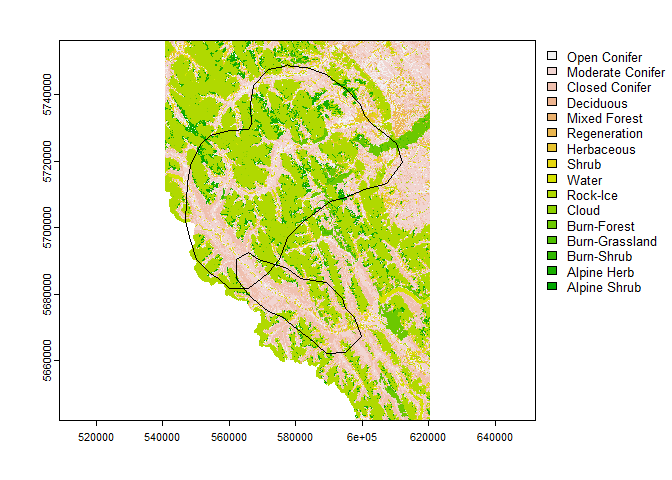 Open Conifer
Moderate Conifer
Closed Conifer
Deciduous
Mixed Forest
Regeneration
Herbaceous
Shrub
Water
Rock-Ice
Cloud
Burn-Forest
Burn-Grassland
Burn-Shrub
Alpine Herb
Alpine Shrub
5740000
5720000
5700000
5680000
5660000
520000 540000 560000 580000 6e+05 620000 640000